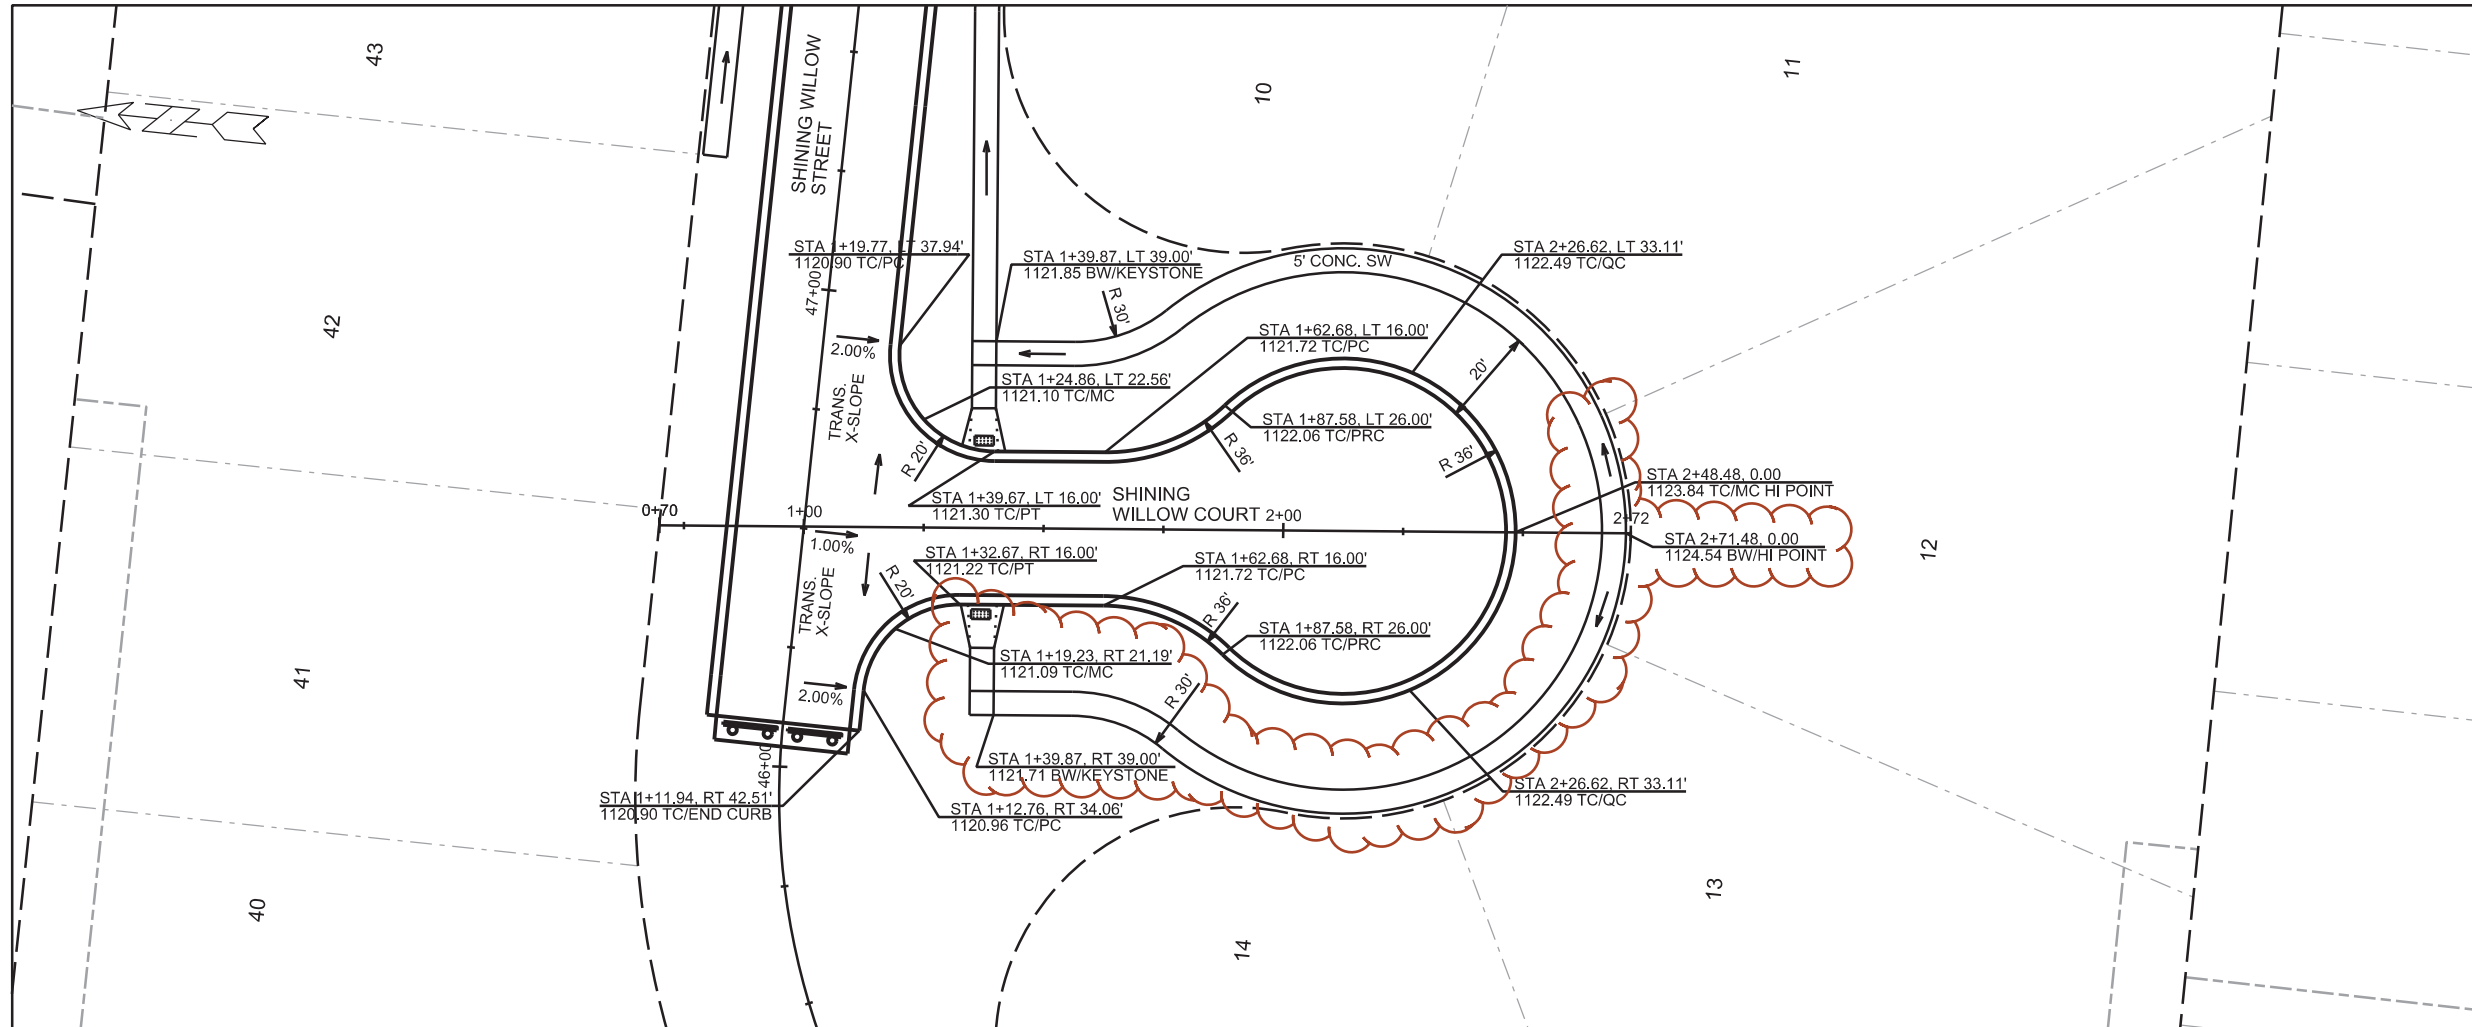 43
10
11
SHINING WILLOW
STREET
STA 1+19.77, LT 37.94'
1120.90 TC/PC
STA 1+39.87, LT 39.00'
1121.85 BW/KEYSTONE
5' CONC. SW
STA 2+26.62, LT 33.11'
1122.49 TC/QC
47+00
R 30'
42
2.00%
STA 1+62.68, LT 16.00'
1121.72 TC/PC
20'
TRANS.
X-SLOPE
STA 1+24.86, LT 22.56'
1121.10 TC/MC
STA 1+87.58, LT 26.00'
1122.06 TC/PRC
R 20'
R 36'
R 36'
STA 2+48.48, 0.00
1123.84 TC/MC HI POINT
STA 1+39.67, LT 16.00'
1121.30 TC/PT
SHINING
WILLOW COURT
0+70
1+00
2+00
2+72
1.00%
STA 2+71.48, 0.00
1124.54 BW/HI POINT
12
STA 1+32.67, RT 16.00'
1121.22 TC/PT
STA 1+62.68, RT 16.00'
1121.72 TC/PC
TRANS.
X-SLOPE
R 20'
R 36'
STA 1+87.58, RT 26.00'
1122.06 TC/PRC
41
STA 1+19.23, RT 21.19'
1121.09 TC/MC
2.00%
R 30'
46+00
STA 1+39.87, RT 39.00'
1121.71 BW/KEYSTONE
STA 2+26.62, RT 33.11'
1122.49 TC/QC
STA 1+11.94, RT 42.51'
1120.90 TC/END CURB
STA 1+12.76, RT 34.06'
1120.96 TC/PC
40
14
13